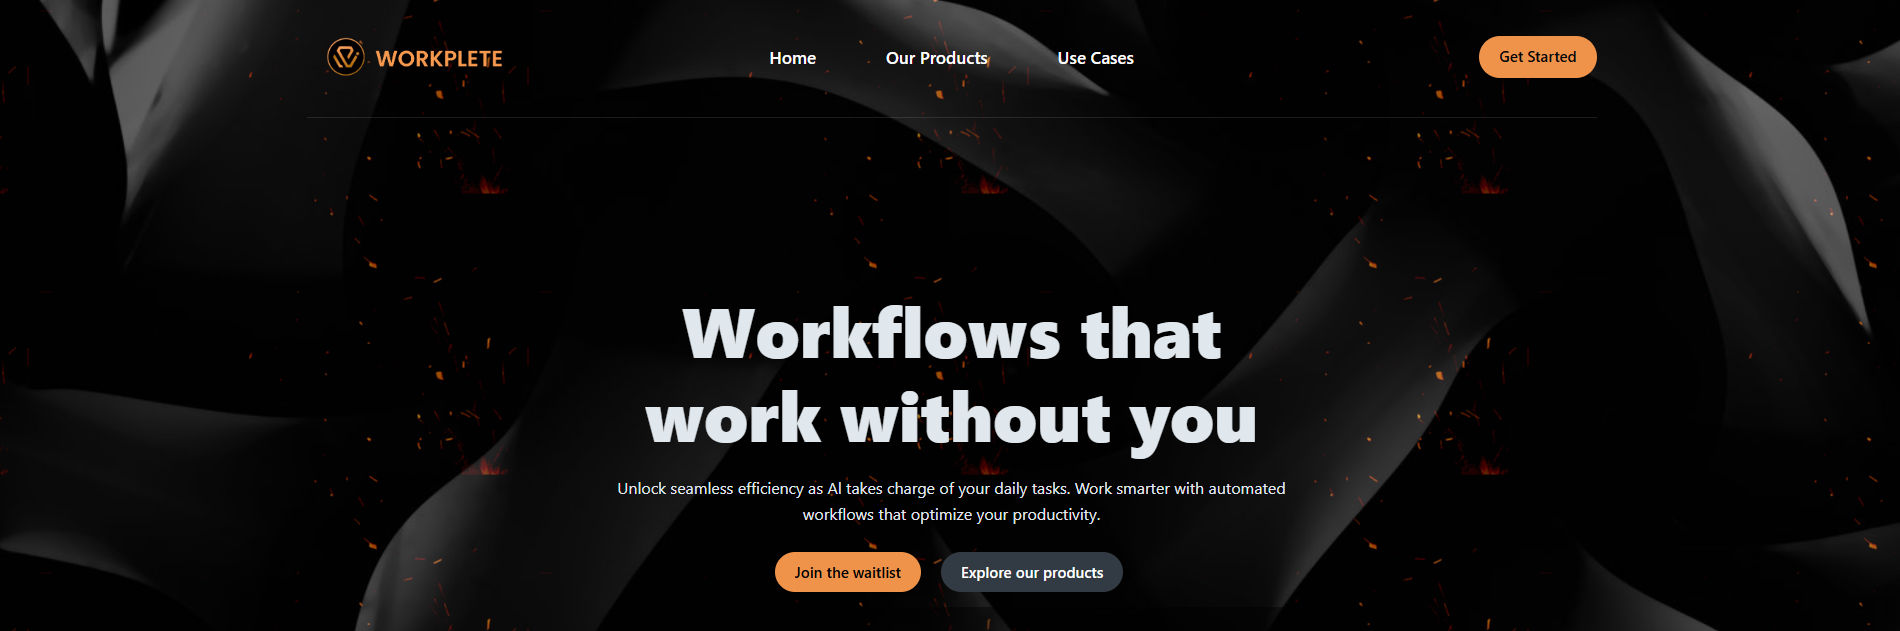 WORKPLETE
Home
Our Products
Use Cases
Get Started
Workflows that
work without you
Unlock seamless efficiency as AI takes charge of your daily tasks. Work smarter with automated
workflows that optimize your productivity.
Join the waitlist
Explore our products